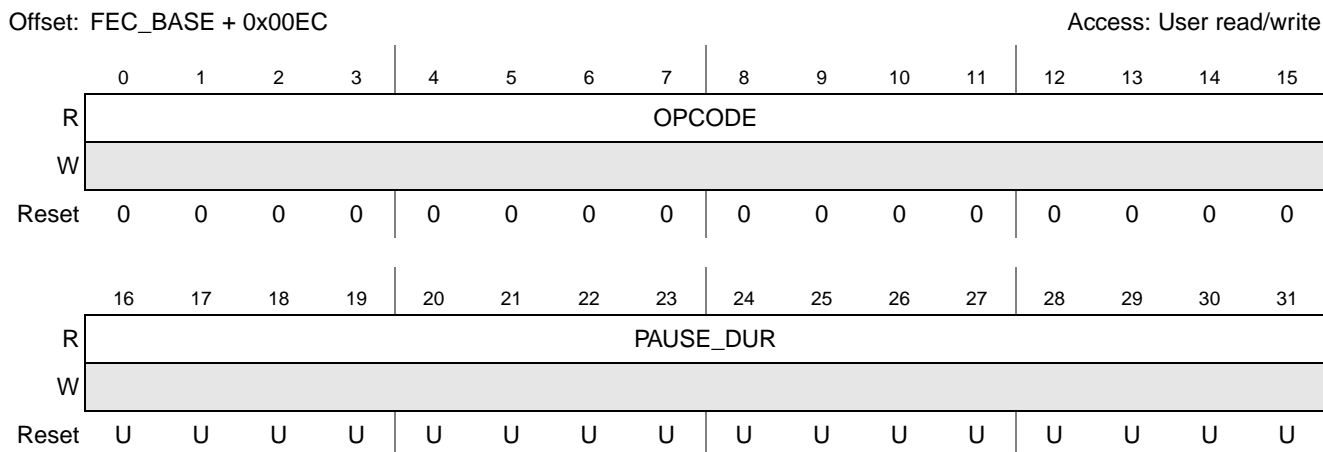 Offset: FEC_BASE + 0x00EC Access: User read/write
0 1 2 3 4 5 6 7 8 9 10 11 12 13 14 15
R OPCODE
W
Reset 0 0 0 0 0 0 0 0 0 0 0 0 0 0 0 0
16 17 18 19 20 21 22 23 24 25 26 27 28 29 30 31
R PAUSE_DUR
W
Reset U U U U U U U U U U U U U U U U